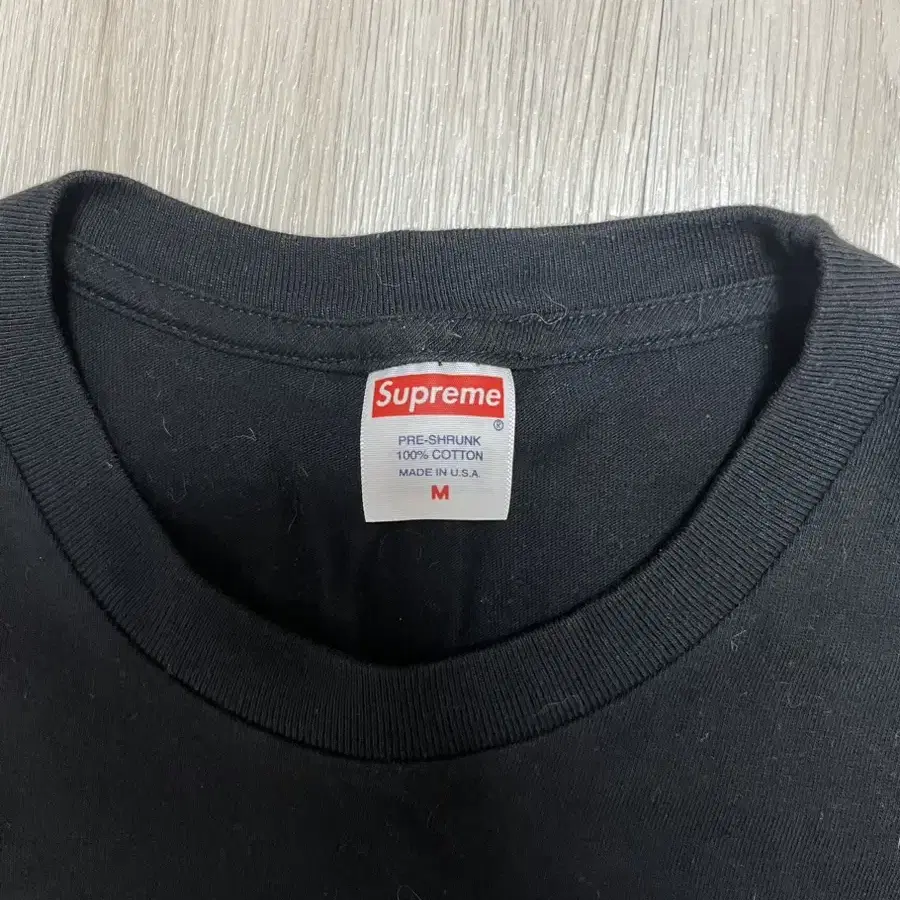 Supreme
®
PRE-SHRUNK
100% COTTON
MADE IN U.S.A.
M